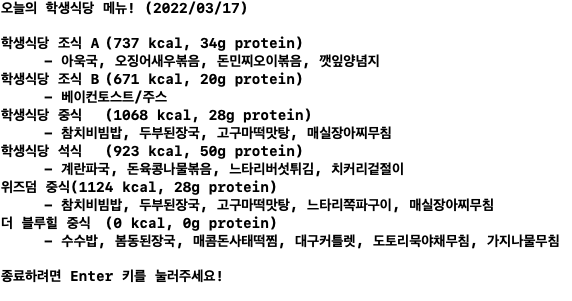 오늘의 학생식당 메뉴! (2022/03/17)
학생식당 조식 A (737 kcal, 34g protein)
– 아욱국, 오징어새우볶음, 돈민찌오이볶음, 깻잎양념지
학생식당 조식 B (671 kcal, 20g protein)
– 베이컨토스트/주스
학생식당 중식 (1068 kcal, 28g protein)
– 참치비빔밥, 두부된장국, 고구마떡맛탕, 매실장아찌무침
학생식당 석식 (923 kcal, 50g protein)
– 계란파국, 돈육콩나물볶음, 느타리버섯튀김, 치커리겉절이
위즈덤 중식(1124 kcal, 28g protein)
– 참치비빔밥, 두부된장국, 고구마떡맛탕, 느타리쪽파구이, 매실장아찌무침
더 블루힐 중식 (0 kcal, 0g protein)
– 수수밥, 봄동된장국, 매콤돈사태떡찜, 대구커틀렛, 도토리묵야채무침, 가지나물무침
종료하려면 Enter 키를 눌러주세요!